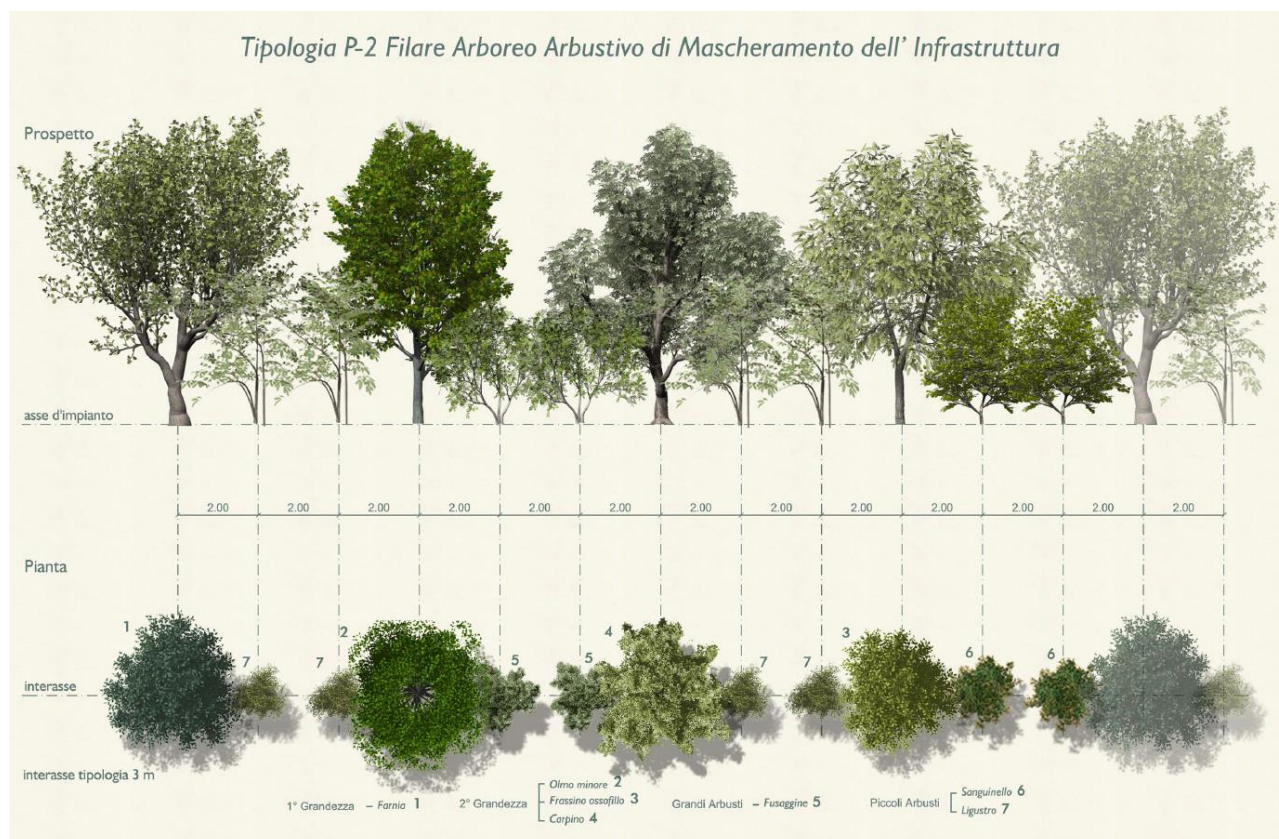 Tipologia P-2 Filare Arboreo Arbustivo di Mascheramento dell' Infrastruttura
Prospetto
asse d'impianto
2.00 2.00 2.00 2.00 2.00 2.00 2.00 2.00 2.00 2.00 2.00 2.00 2.00
Pianta
1 7 7 2 5 5 4 7 7 3 6 6
interasse
interasse tipologia 3 m
1° Grandezza – Farnia 1
2° Grandezza
Olmo minore 2
Frassino ossofillo 3
Carpino 4
Grandi Arbusti – Fusaggine 5
Piccoli Arbusti
Sanguinello 6
Ligustro 7